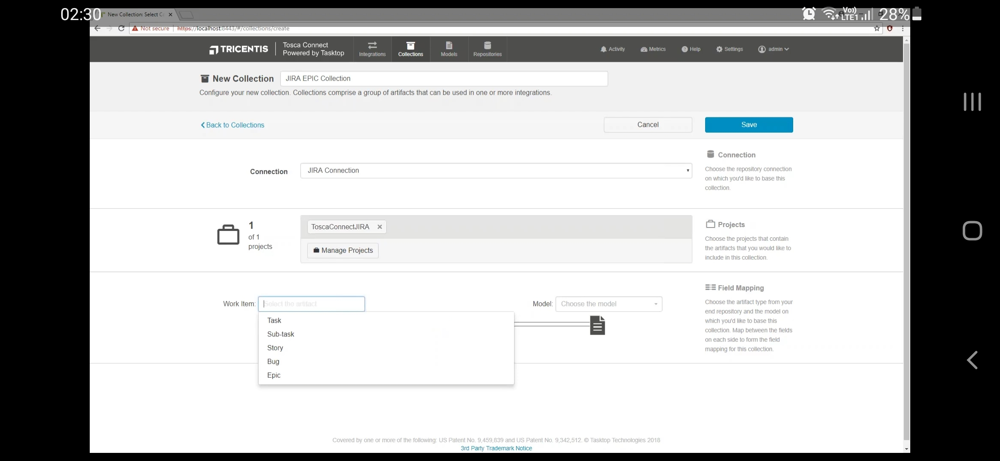 02:30
New Collection: Select Co
Vo))
LTE1
28%
Not secure
https://localhost:8443/#/collections/create
TRICENTIS
Tosca Connect
Powered by Tasktop
Integrations
Collections
Models
Repositories
Activity
Metrics
Help
Settings
admin
New Collection
JIRA EPIC Collection
Configure your new collection. Collections comprise a group of artifacts that can be used in one or more integrations.
Back to Collections
Cancel
Save
Connection
JIRA Connection
Connection
Choose the repository connection
on which you'd like to base this
collection.
1
of 1
projects
ToscaConnectJIRA
Manage Projects
Projects
Choose the projects that contain
the artifacts that you would like to
include in this collection.
Work Item:
Select the artifact
Task
Sub-task
Story
Bug
Epic
Model:
Choose the model
Field Mapping
Choose the artifact type from your
end repository and the model on
which you'd like to base this
collection. Map between the fields
on each side to form the field
mapping for this collection.
Covered by one or more of the following: US Patent No. 9,459,839 and US Patent No. 9,342,512. © Tasktop Technologies 2018
3rd Party Trademark Notice